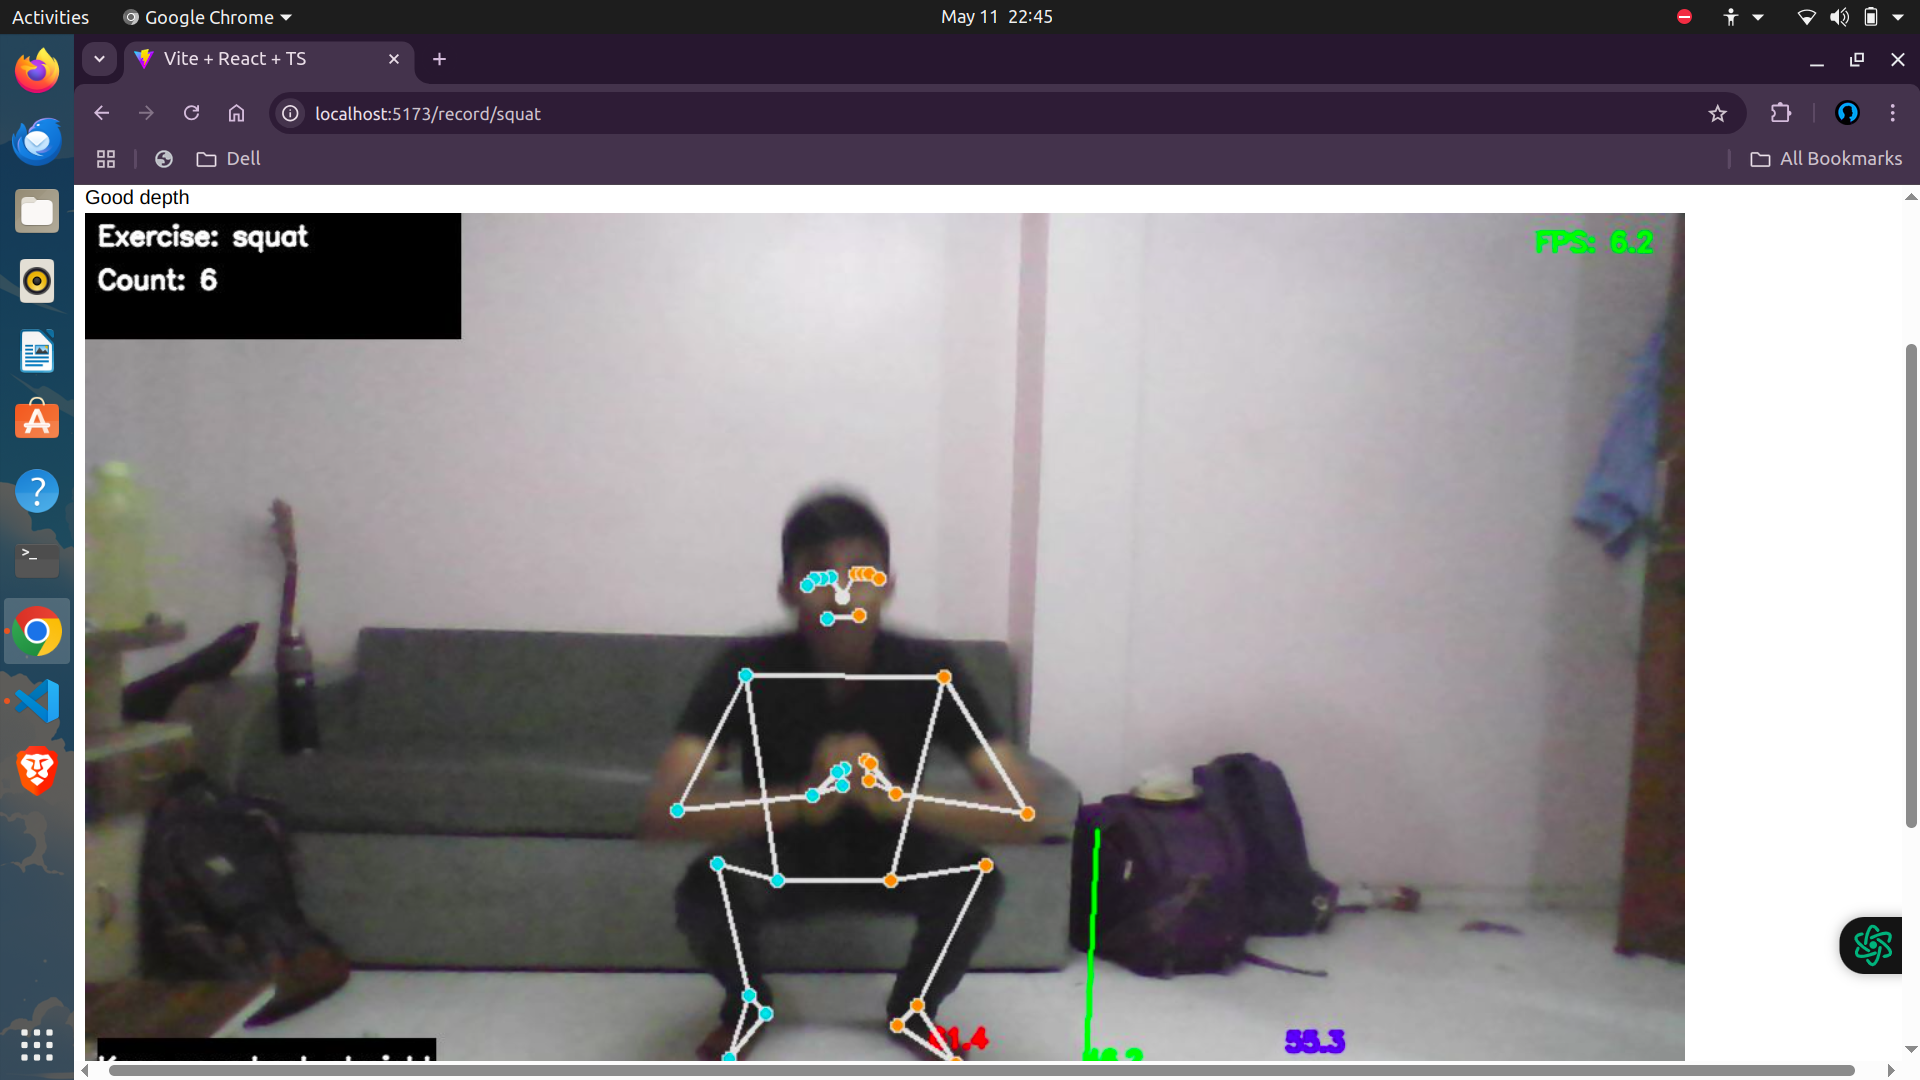 Activities
Google Chrome
May 11 22:45
Vite + React + TS
localhost:5173/record/squat
Dell
All Bookmarks
Good depth
Exercise: squat
Count: 6
FPS: 6.2
55.3